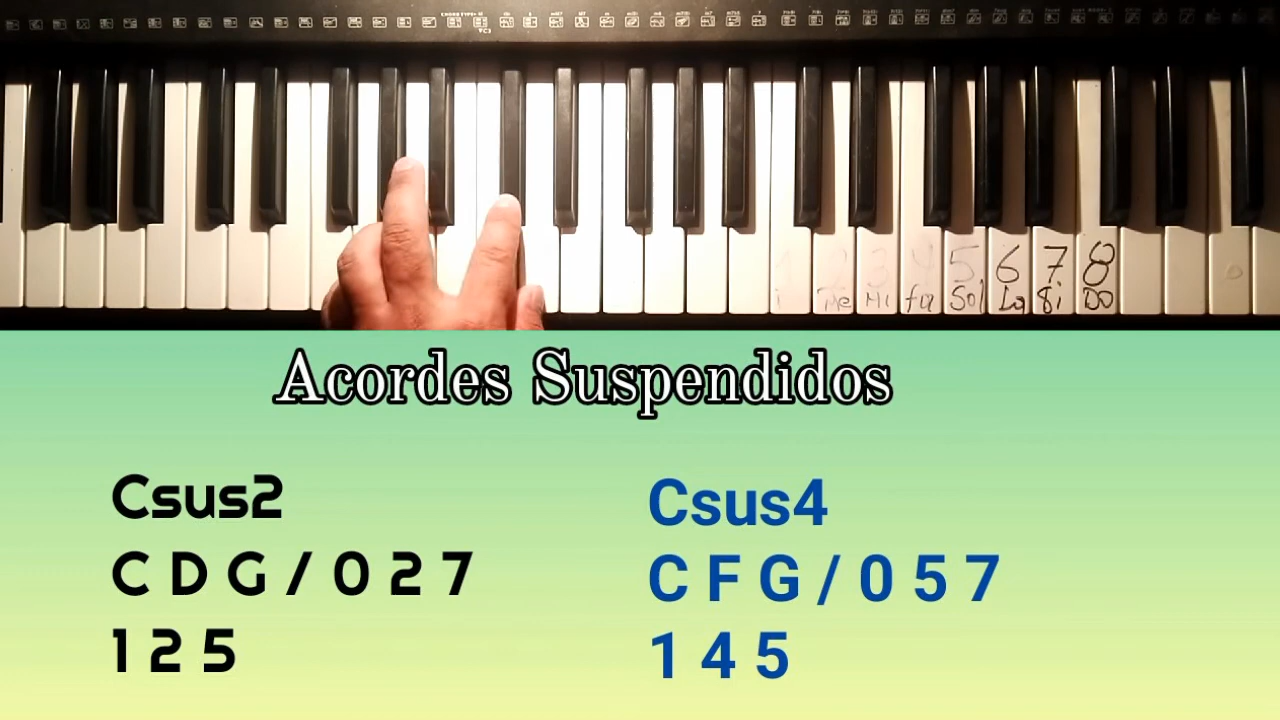 5 6 7 8
Me Mi fa Sol La Si Do
Acordes Suspendidos
Csus2
C D G / 0 2 7
1 2 5
Csus4
C F G / 0 5 7
1 4 5